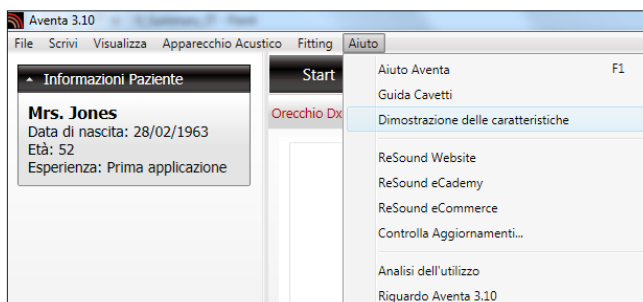 Aventa 3.10
File Scrivi Visualizza Apparecchio Acustico Fitting Aiuto
Informazioni Paziente
Mrs. Jones
Data di nascita: 28/02/1963
Età: 52
Esperienza: Prima applicazione
Start
Orecchio Dx
Aiuto Aventa F1
Guida Cavetti
Dimostrazione delle caratteristiche
ReSound Website
ReSound eCademy
ReSound eCommerce
Controlla Aggiornamenti...
Analisi dell'utilizzo
Riguardo Aventa 3.10